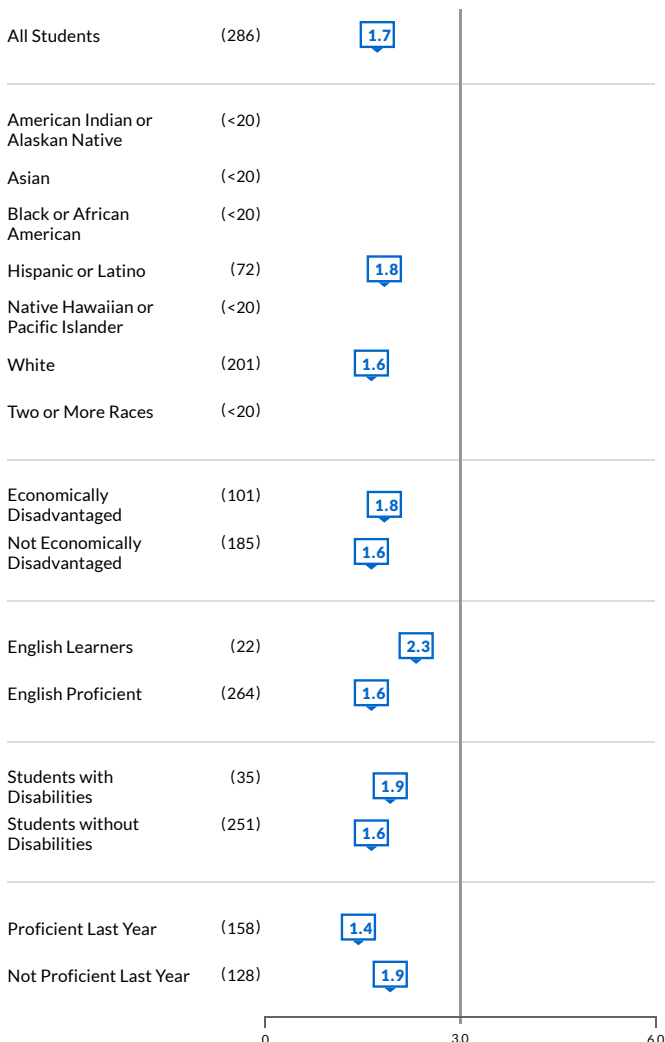 All Students (286) 1.7
American Indian or (<20)
Alaskan Native
Asian (<20)
Black or African (<20)
American
Hispanic or Latino (72) 1.8
Native Hawaiian or (<20)
Pacific Islander
White (201) 1.6
Two or More Races (<20)
Economically (101) 1.8
Disadvantaged
Not Economically (185) 1.6
Disadvantaged
English Learners (22) 2.3
English Proficient (264) 1.6
Students with (35) 1.9
Disabilities
Students without (251) 1.6
Disabilities
Proficient Last Year (158) 1.4
Not Proficient Last Year (128) 1.9
0 3.0 6.0